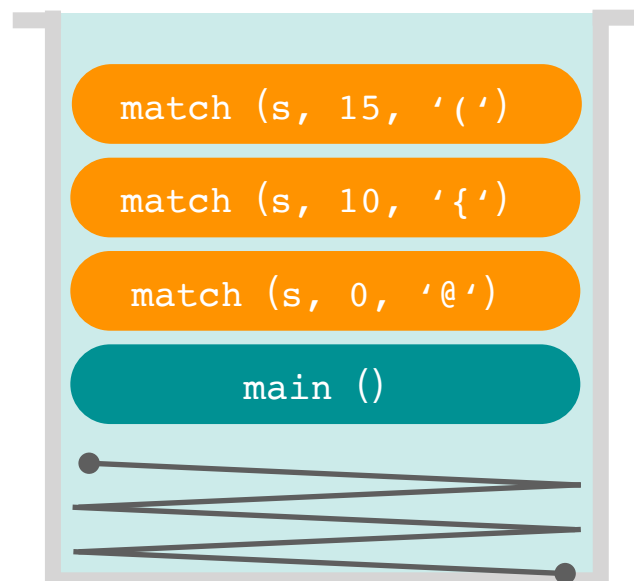 match (s, 15, ‘(‘)
match (s, 10, ‘{‘)
match (s, 0, ‘@‘)
main ()